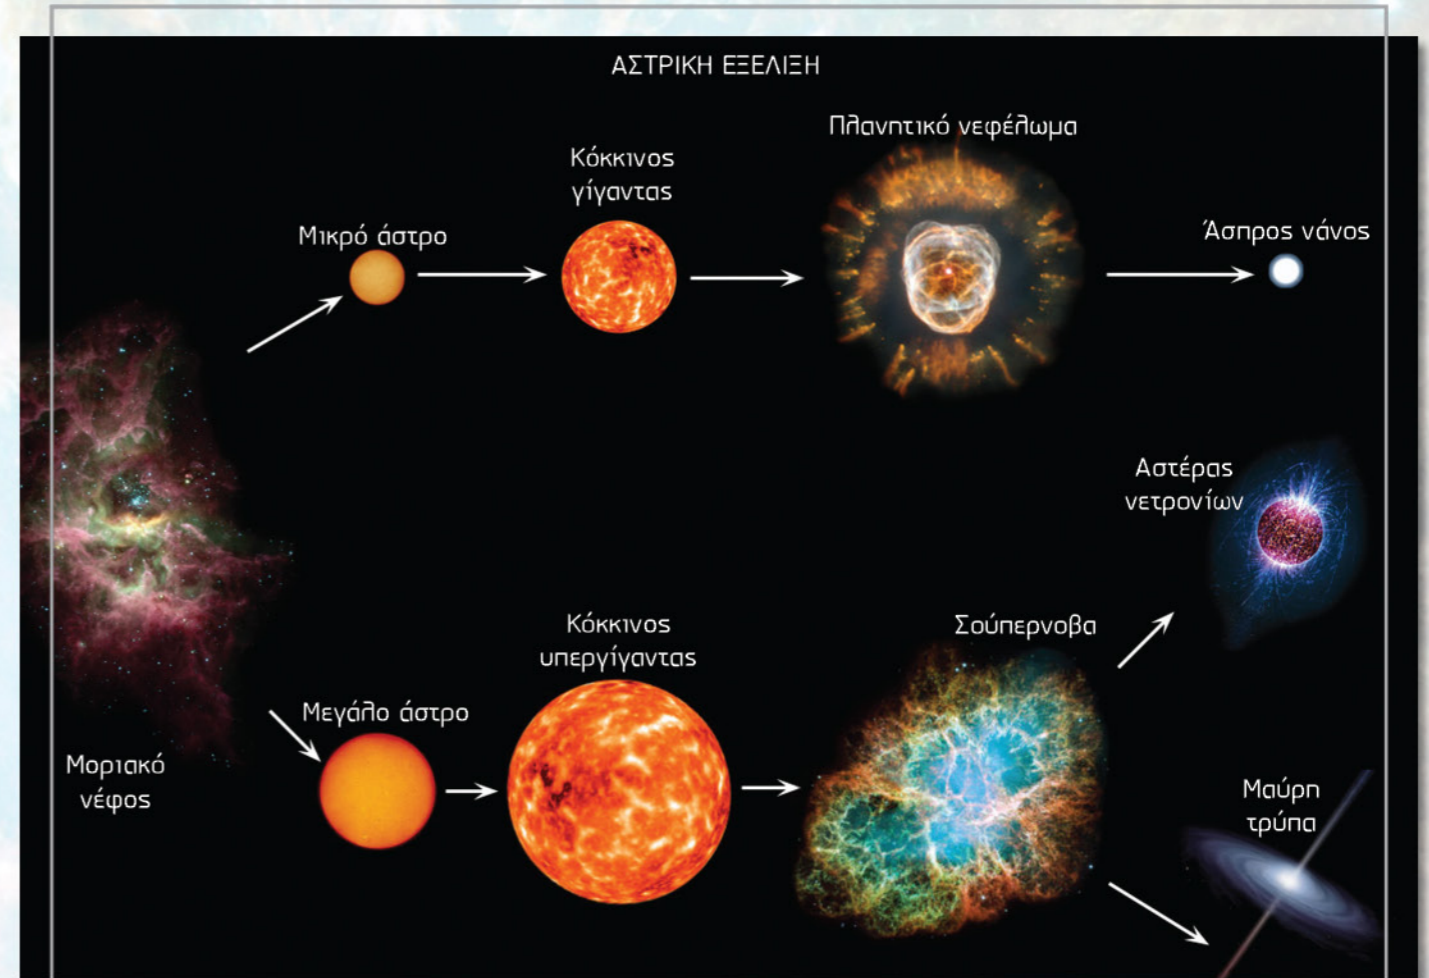 ΑΣΤΡΙΚΗ ΕΞΕΛΙΞΗ
Πλανητικό νεφέλωμα
Κόκκινος
γίγαντας
Μικρό άστρο
Άσπρος νάνος
Αστέρας
νετρονίων
Κόκκινος
υπεργίγαντας
Σούπερνοβα
Μεγάλο άστρο
Μοριακό
νέφος
Μαύρη
τρύπα